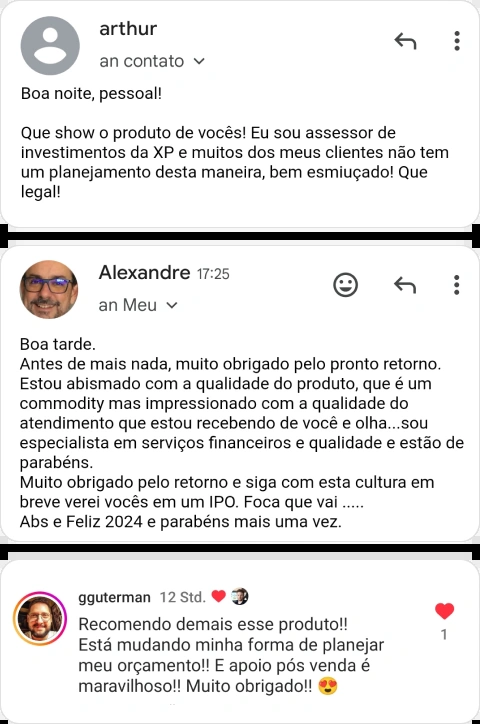 arthur
an contato
Boa noite, pessoal!
Que show o produto de vocês! Eu sou assessor de
investimentos da XP e muitos dos meus clientes não tem
um planejamento desta maneira, bem esmiuçado! Que
legal!
Alexandre 17:25
an Meu
Boa tarde.
Antes de mais nada, muito obrigado pelo pronto retorno.
Estou abismado com a qualidade do produto, que é um
commodity mas impressionado com a qualidade do
atendimento que estou recebendo de você e olha...sou
especialista em serviços financeiros e qualidade e estão de
parabéns.
Muito obrigado pelo retorno e siga com esta cultura em
breve verei vocês em um IPO. Foca que vai .....
Abs e Feliz 2024 e parabéns mais uma vez.
gguterman 12 Std. ❤️
Recomendo demais esse produto!!
Está mudando minha forma de planejar
meu orçamento!! E apoio pós venda é
maravilhoso!! Muito obrigado!! 😍
1